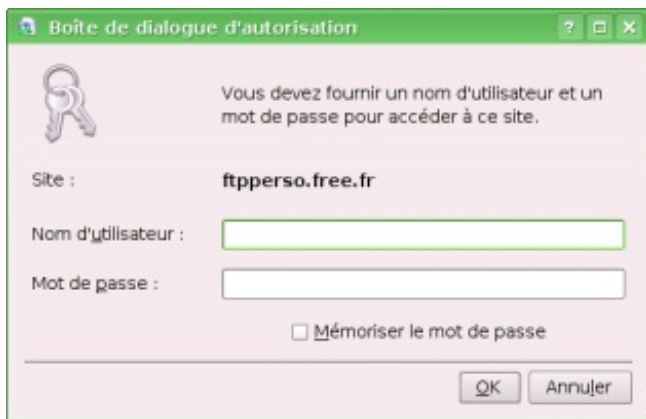 Boîte de dialogue d'autorisation
Vous devez fournir un nom d'utilisateur et un
mot de passe pour accéder à ce site.
Site :
ftpperso.free.fr
Nom d'utilisateur :
Mot de passe :
Mémoriser le mot de passe
OK
Annuler